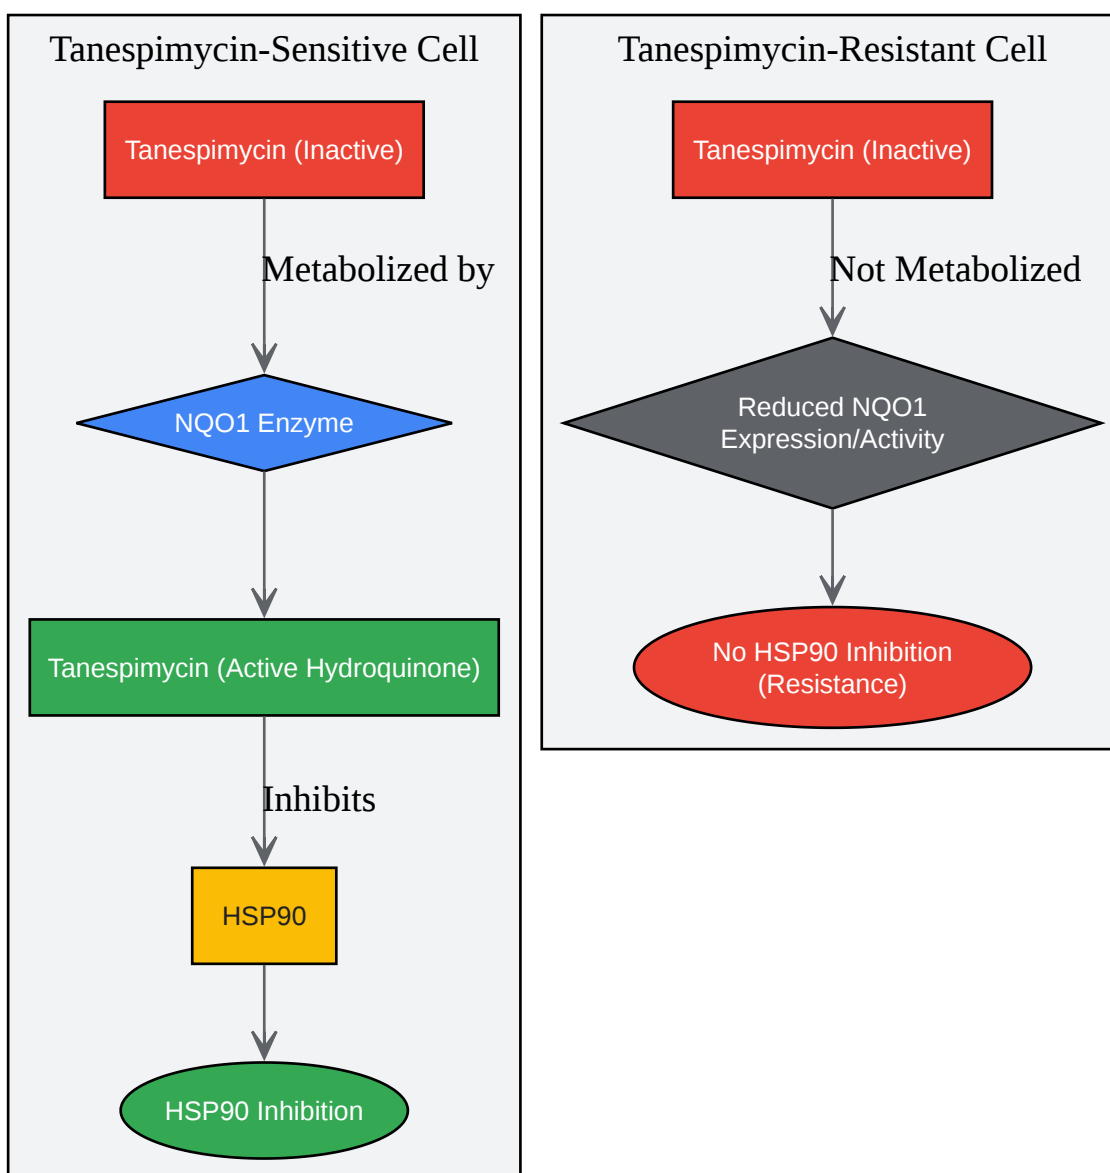 Tanespimycin-Sensitive Cell
Tanespimycin (Inactive)
Metabolized by
NQO1 Enzyme
Tanespimycin (Active Hydroquinone)
Inhibits
HSP90
HSP90 Inhibition
Tanespimycin-Resistant Cell
Tanespimycin (Inactive)
Not Metabolized
Reduced NQO1
Expression/Activity
No HSP90 Inhibition
(Resistance)